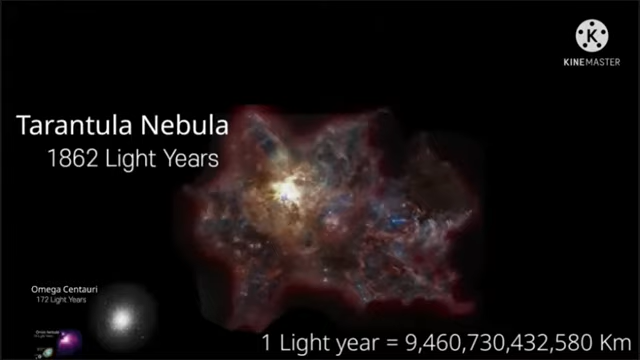 KINEMASTER
Tarantula Nebula
1862 Light Years
Omega Centauri
172 Light Years
1 Light year = 9,460,730,432,580 Km